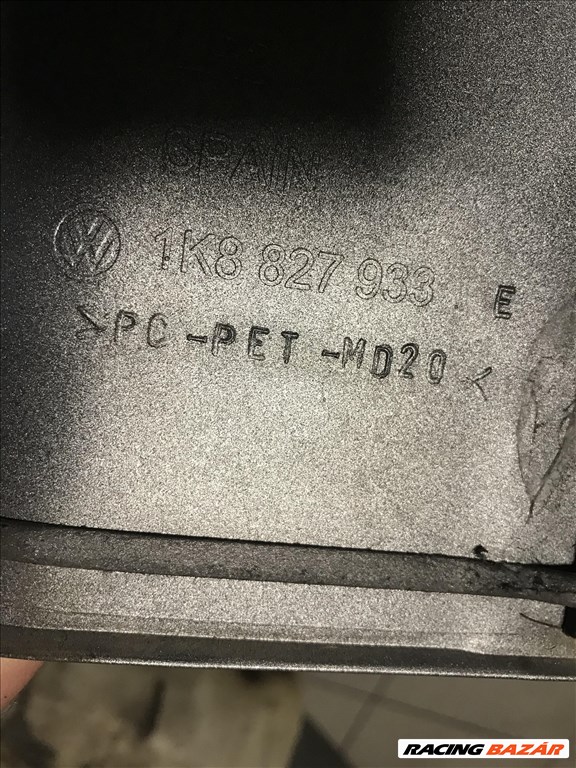 SPAIN
1K8 827 933 E
>PC-PET-MD20<
RACING BAZÁR